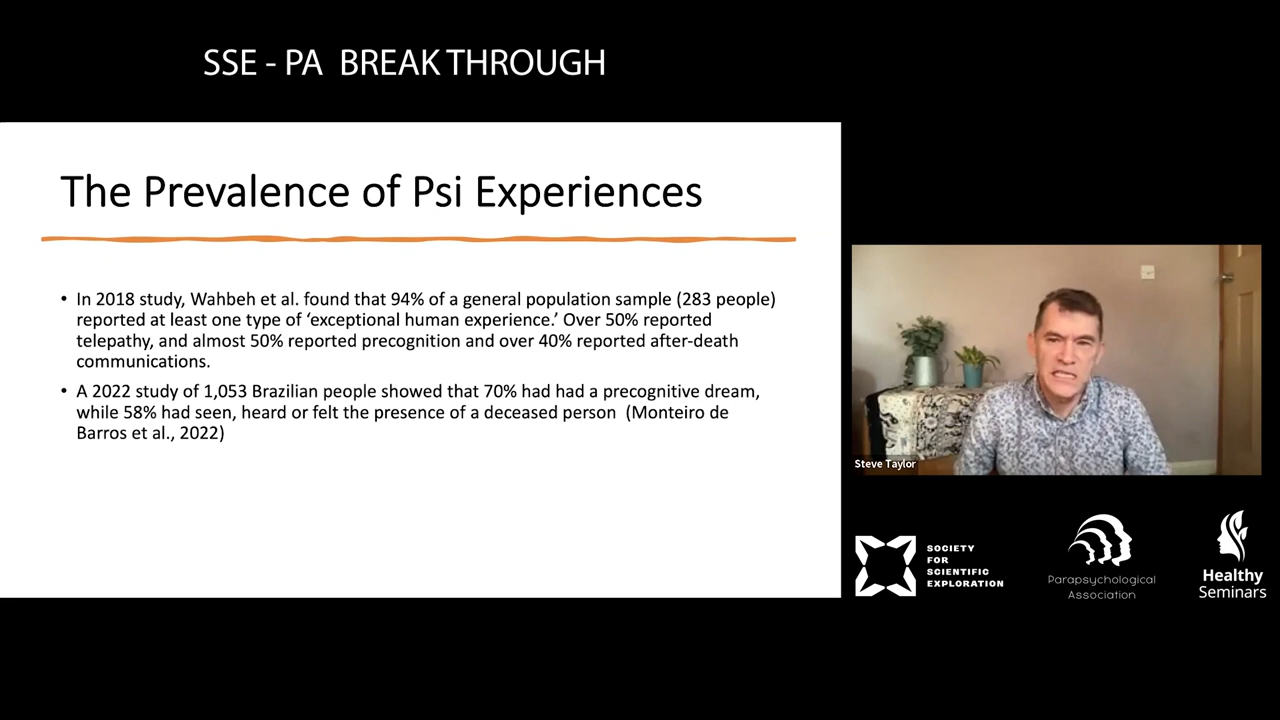 SSE - PA BREAK THROUGH
The Prevalence of Psi Experiences
• In 2018 study, Wahbeh et al. found that 94% of a general population sample (283 people)
reported at least one type of ‘exceptional human experience.’ Over 50% reported
telepathy, and almost 50% reported precognition and over 40% reported after-death
communications.
• A 2022 study of 1,053 Brazilian people showed that 70% had had a precognitive dream,
while 58% had seen, heard or felt the presence of a deceased person (Monteiro de
Barros et al., 2022)
Steve Taylor
SOCIETY
FOR
SCIENTIFIC
EXPLORATION
Parapsychological
Association
Healthy
Seminars